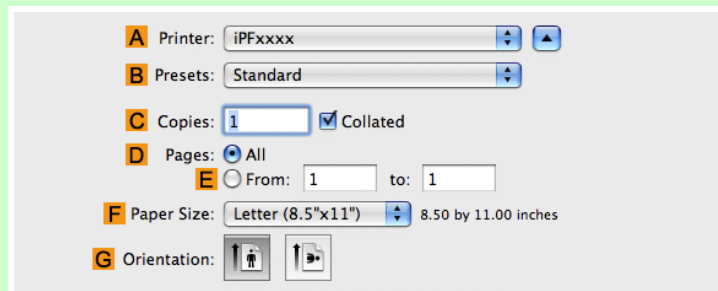 A Printer: iPFxxxx
B Presets: Standard
C Copies: 1 Collated
D Pages: All
E From: 1 to: 1
F Paper Size: Letter (8.5"x11") 8.50 by 11.00 inches
G Orientation: